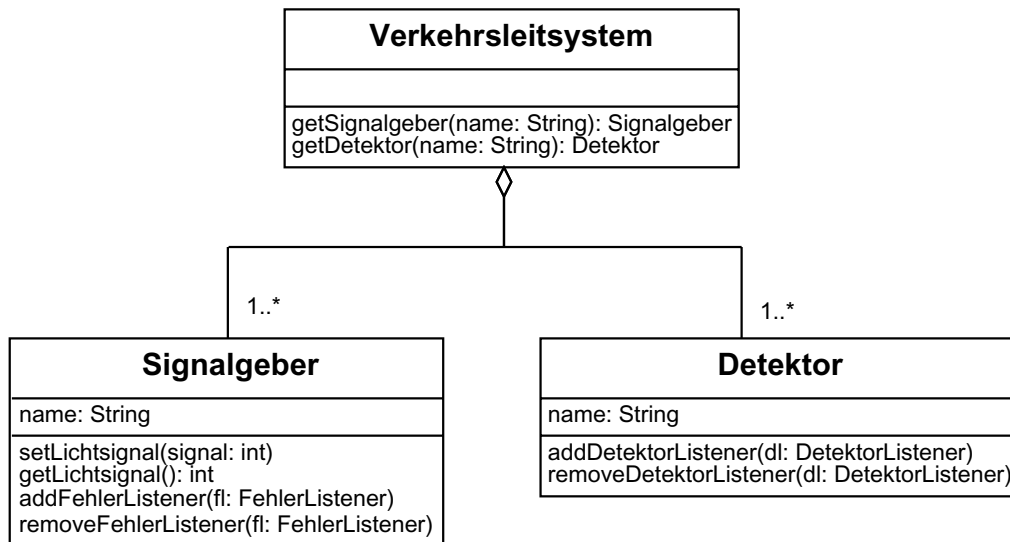 Verkehrsleitsystem
getSignalgeber(name: String): Signalgeber
getDetektor(name: String): Detektor
1..*
1..*
Signalgeber
name: String
setLichtsignal(signal: int)
getLichtsignal(): int
addFehlerListener(fl: FehlerListener)
removeFehlerListener(fl: FehlerListener)
Detektor
name: String
addDetektorListener(dl: DetektorListener)
removeDetektorListener(dl: DetektorListener)